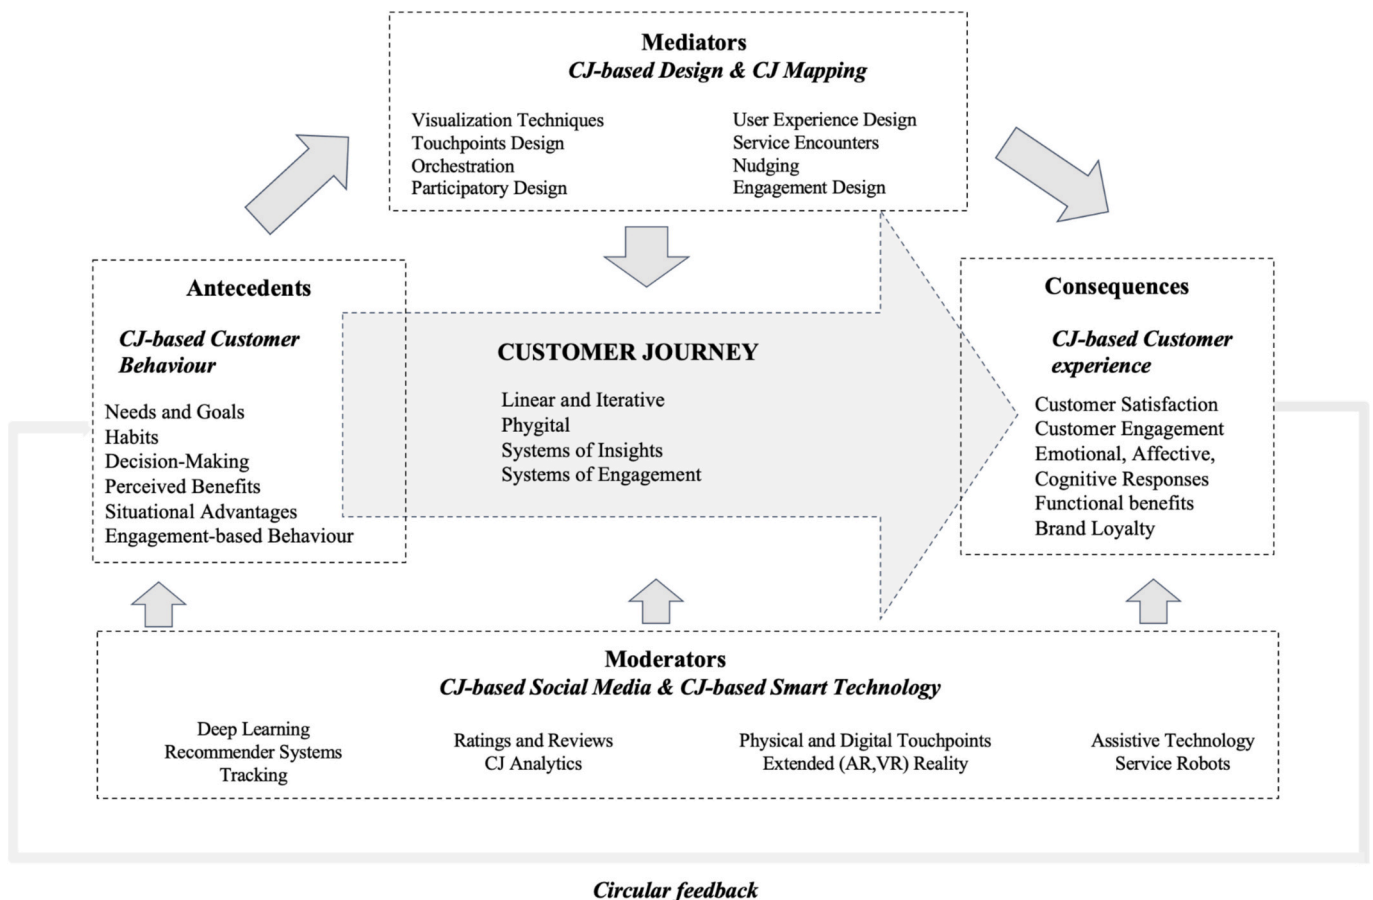 Mediators
CJ-based Design & CJ Mapping
Visualization Techniques
Touchpoints Design
Orchestration
Participatory Design
User Experience Design
Service Encounters
Nudging
Engagement Design
Antecedents
CJ-based Customer
Behaviour
Needs and Goals
Habits
Decision-Making
Perceived Benefits
Situational Advantages
Engagement-based Behaviour
CUSTOMER JOURNEY
Linear and Iterative
Phygital
Systems of Insights
Systems of Engagement
Consequences
CJ-based Customer
experience
Customer Satisfaction
Customer Engagement
Emotional, Affective,
Cognitive Responses
Functional benefits
Brand Loyalty
Moderators
CJ-based Social Media & CJ-based Smart Technology
Deep Learning
Recommender Systems
Tracking
Ratings and Reviews
CJ Analytics
Physical and Digital Touchpoints
Extended (AR,VR) Reality
Assistive Technology
Service Robots
Circular feedback